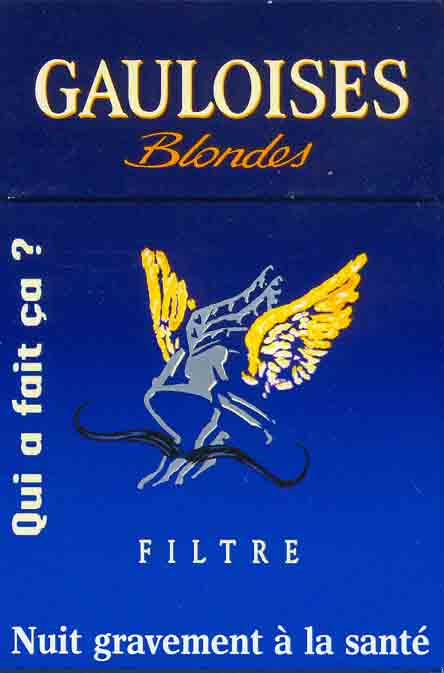 GAULOISES
Blondes
Qui a fait ça ?
FILTRE
Nuit gravement à la santé